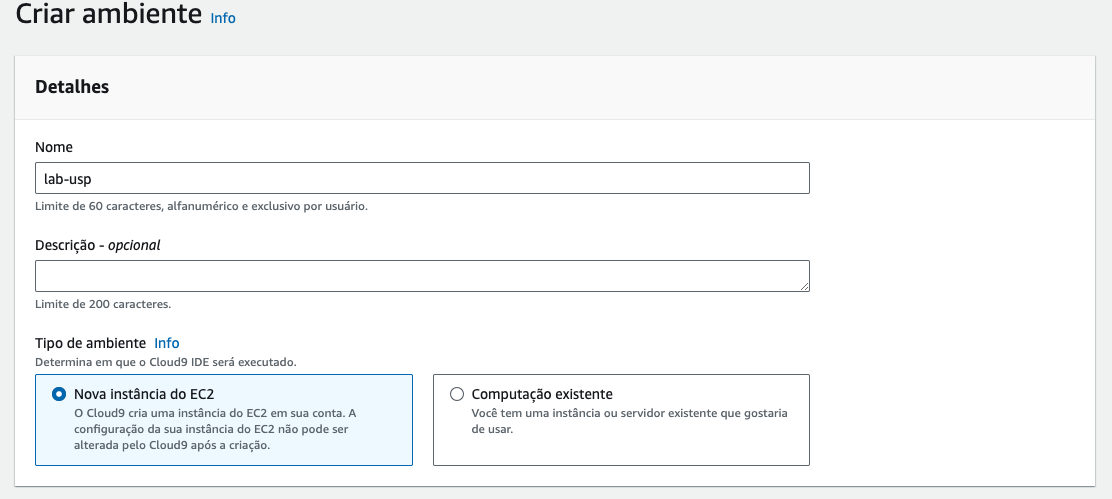 Criar ambiente Info
Detalhes
Nome
lab-usp
Limite de 60 caracteres, alfanumérico e exclusivo por usuário.
Descrição - opcional
Limite de 200 caracteres.
Tipo de ambiente Info
Determina em que o Cloud9 IDE será executado.
Nova instância do EC2
O Cloud9 cria uma instância do EC2 em sua conta. A
configuração da sua instância do EC2 não pode ser
alterada pelo Cloud9 após a criação.
Computação existente
Você tem uma instância ou servidor existente que gostaria
de usar.